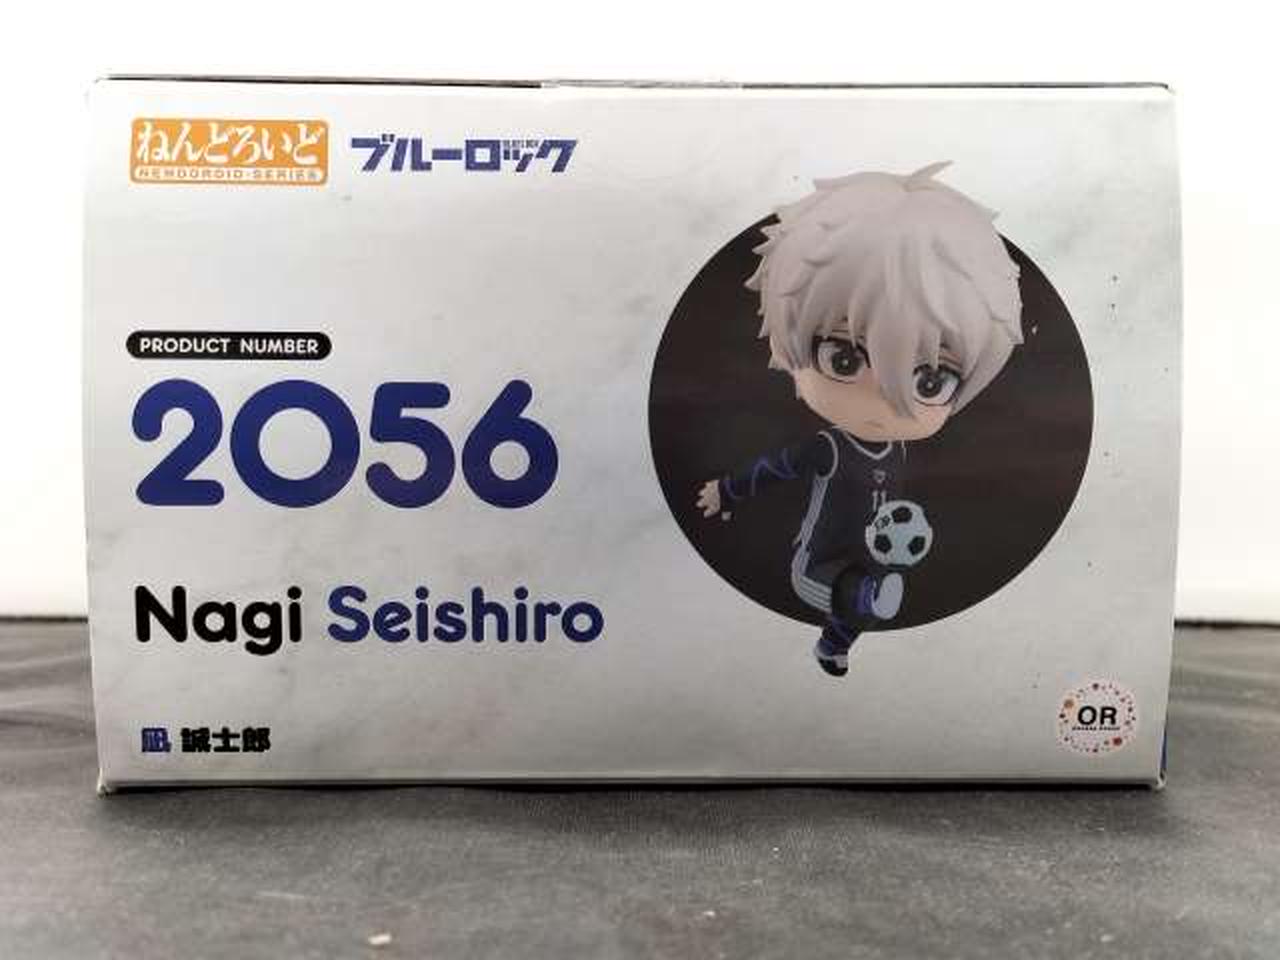 ねんどろいど
NENDOROID SERIES
ブルーロック
PRODUCT NUMBER
2056
Nagi Seishiro
凪 誠士郎
11
OR